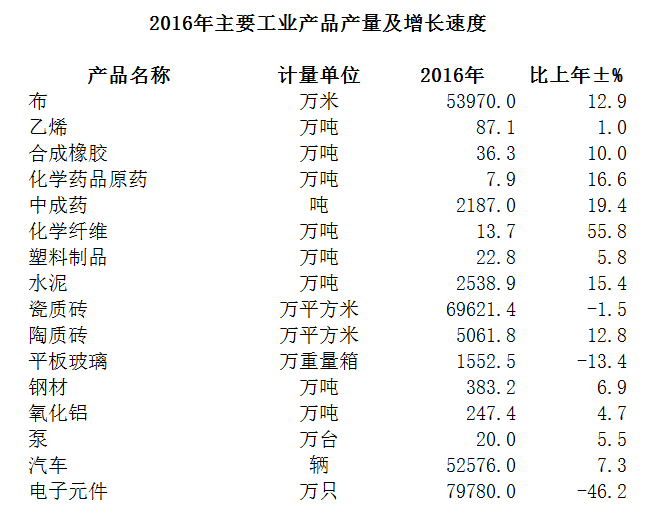 2016年主要工业产品产量及增长速度
产品名称 计量单位 2016年 比上年±%
布 万米 53970.0 12.9
乙烯 万吨 87.1 1.0
合成橡胶 万吨 36.3 10.0
化学药品原药 万吨 7.9 16.6
中成药 吨 2187.0 19.4
化学纤维 万吨 13.7 55.8
塑料制品 万吨 22.8 5.8
水泥 万吨 2538.9 15.4
瓷质砖 万平方米 69621.4 -1.5
陶质砖 万平方米 5061.8 12.8
平板玻璃 万重量箱 1552.5 -13.4
钢材 万吨 383.2 6.9
氧化铝 万吨 247.4 4.7
泵 万台 20.0 5.5
汽车 辆 52576.0 7.3
电子元件 万只 79780.0 -46.2